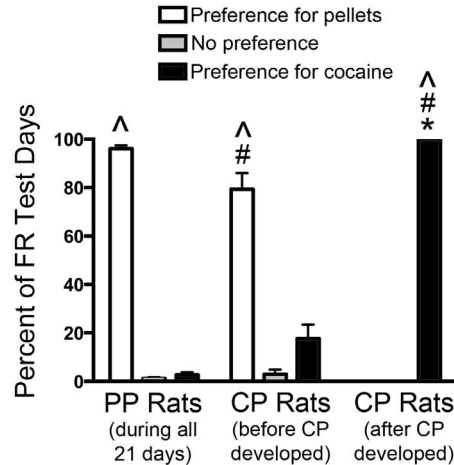 Preference for pellets
No preference
Preference for cocaine
^
^
#
^
#
*
Percent of FR Test Days
100
80
60
40
20
0
PP Rats
(during all
21 days)
CP Rats
(before CP
developed)
CP Rats
(after CP
developed)